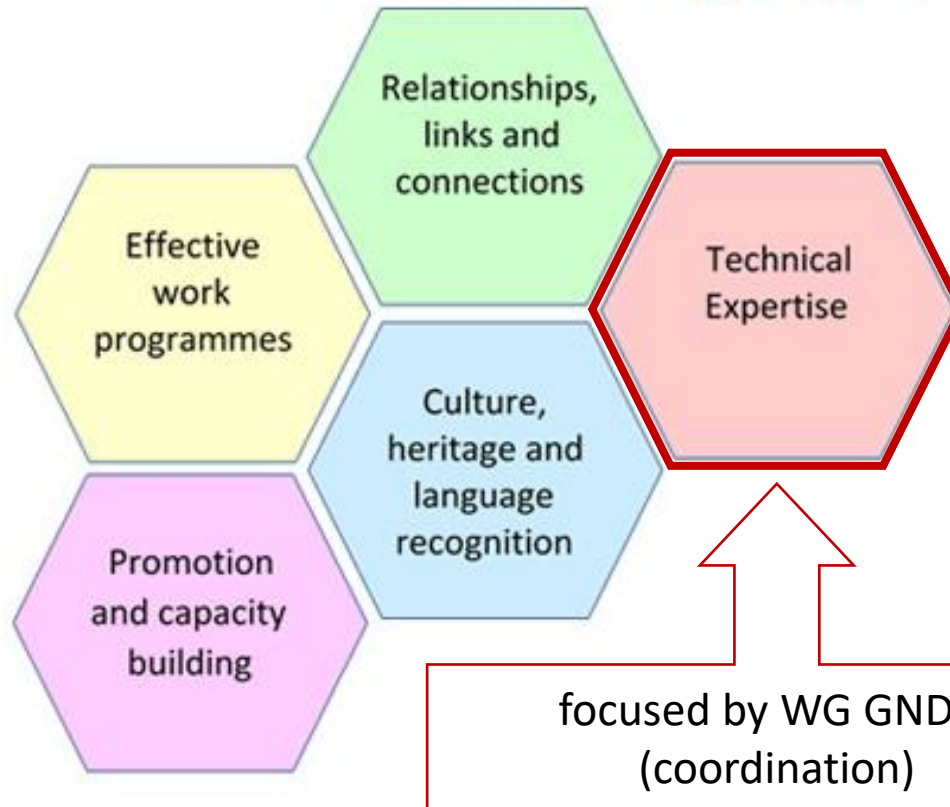 Relationships,
links and
connections
Effective
work
programmes
Technical
Expertise
Culture,
heritage and
language
recognition
Promotion
and capacity
building
focused by WG GND
(coordination)